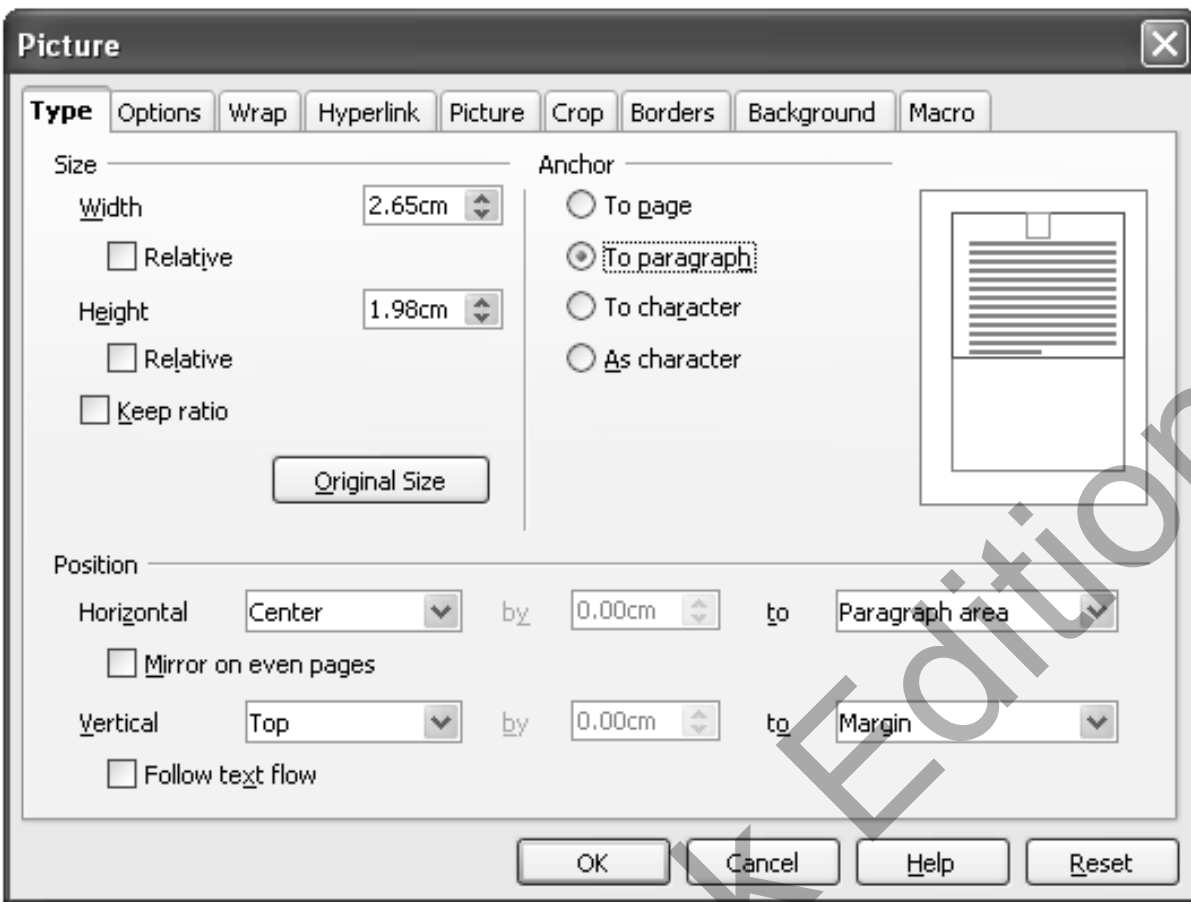 Picture
Type Options Wrap Hyperlink Picture Crop Borders Background Macro
Size
Width 2.65cm
Relative
Height 1.98cm
Relative
Keep ratio
Original Size
Anchor
To page
To paragraph
To character
As character
Position
Horizontal Center by 0.00cm to Paragraph area
Mirror on even pages
Vertical Top by 0.00cm to Margin
Follow text flow
OK Cancel Help Reset
k Edition